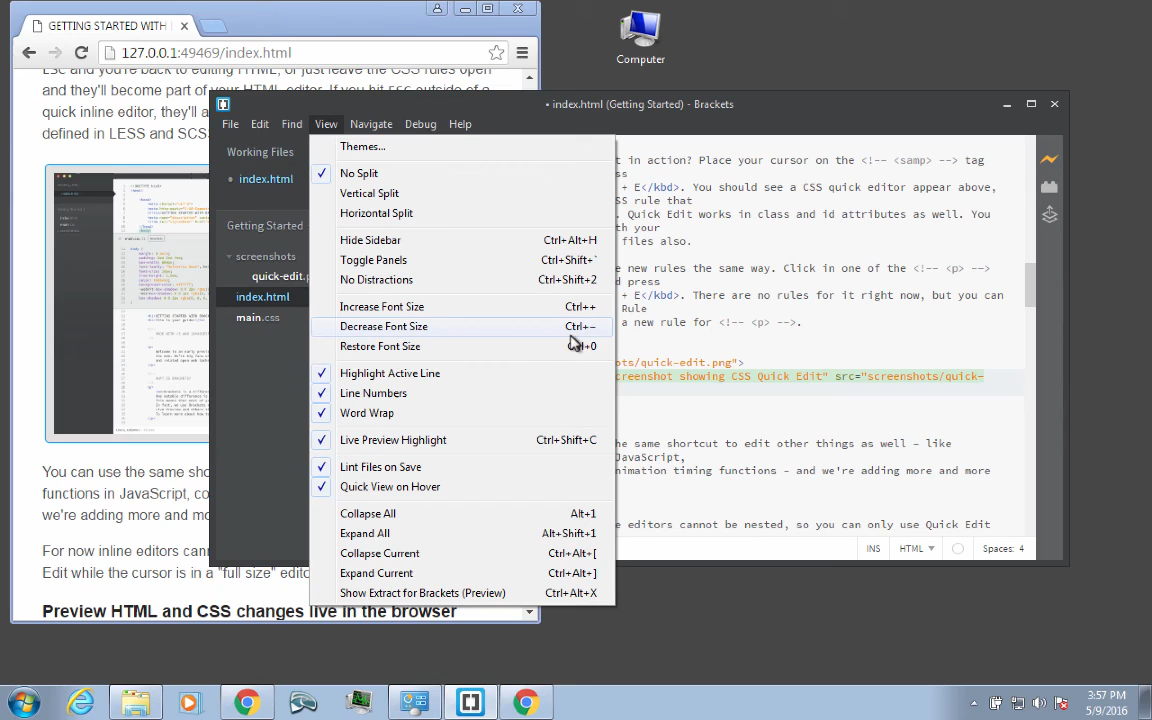 GETTING STARTED WITH
127.0.0.1:49469/index.html
Computer
ESC and you're back to editing HTML, or just leave the CSS rules open
and they'll become part of your HTML editor. If you hit ESC outside of a
quick inline editor, they'll a
defined in LESS and SCSS
You can use the same sho
functions in JavaScript, co
we're adding more and mo
For now inline editors cann
Edit while the cursor is in a "full size" edito
Preview HTML and CSS changes live in the browser
• index.html (Getting Started) - Brackets
File Edit Find View Navigate Debug Help
Working Files
index.html
Getting Started
screenshots
quick-edit.p
index.html
main.css
Themes...
No Split
Vertical Split
Horizontal Split
Hide Sidebar Ctrl+Alt+H
Toggle Panels Ctrl+Shift+`
No Distractions Ctrl+Shift+2
Increase Font Size Ctrl++
Decrease Font Size Ctrl+-
Restore Font Size Ctrl+0
Highlight Active Line
Line Numbers
Word Wrap
Live Preview Highlight Ctrl+Shift+C
Lint Files on Save
Quick View on Hover
Collapse All Alt+1
Expand All Alt+Shift+1
Collapse Current Ctrl+Alt+[
Expand Current Ctrl+Alt+]
Show Extract for Brackets (Preview) Ctrl+Alt+X
t in action? Place your cursor on the <!-- <samp> --> tag
ss
+ E</kbd>. You should see a CSS quick editor appear above,
SS rule that
. Quick Edit works in class and id attributes as well. You
th your
files also.
e new rules the same way. Click in one of the <!-- <p> -->
d press
+ E</kbd>. There are no rules for it right now, but you can
Rule
a new rule for <!-- <p> -->.
ots/quick-edit.png">
creenshot showing CSS Quick Edit" src="screenshots/quick-
the same shortcut to edit other things as well - like
JavaScript,
nimation timing functions - and we're adding more and more
e editors cannot be nested, so you can only use Quick Edit
INS HTML Spaces: 4
3:57 PM
5/9/2016